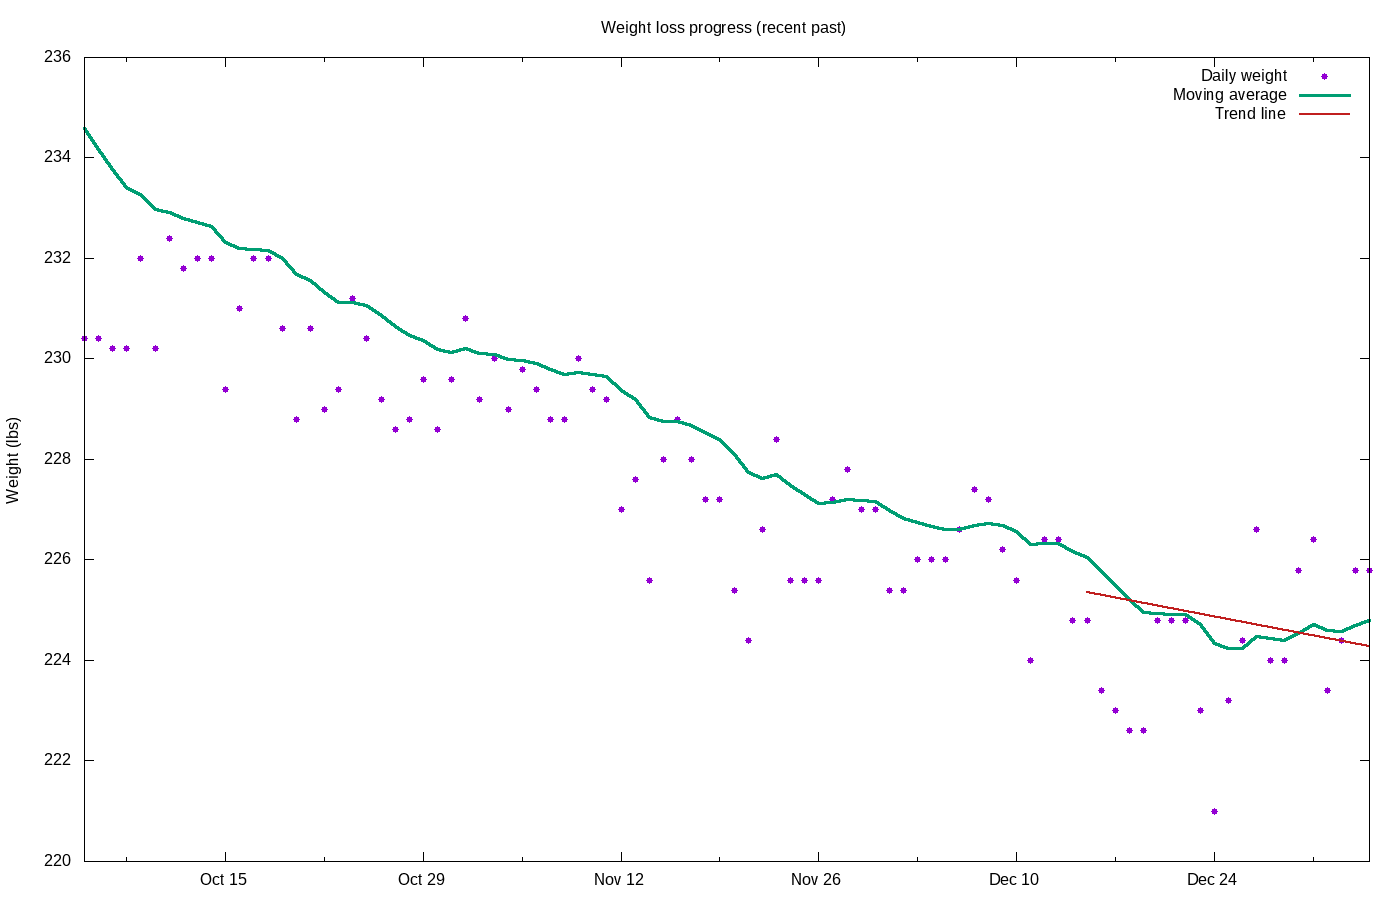 Weight loss progress (recent past)
Daily weight
Moving average
Trend line
Weight (lbs)
236
234
232
230
228
226
224
222
220
Oct 15 Oct 29 Nov 12 Nov 26 Dec 10 Dec 24